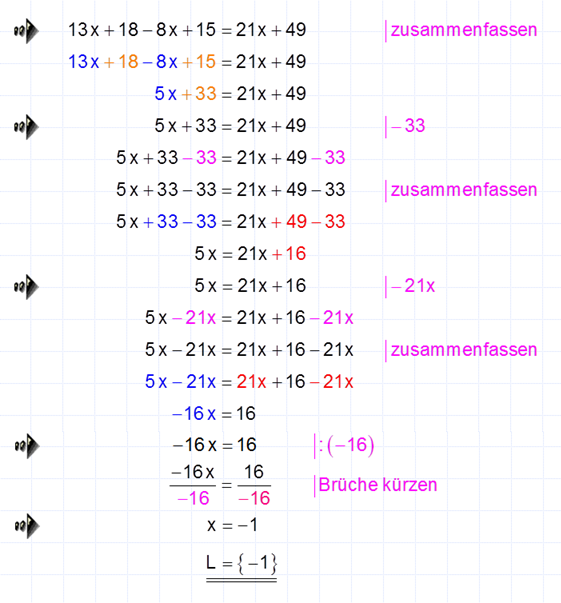 13x + 18 − 8x + 15 = 21x + 49 | zusammenfassen
13x + 18 − 8x + 15 = 21x + 49
5x + 33 = 21x + 49
5x + 33 = 21x + 49 | − 33
5x + 33 − 33 = 21x + 49 − 33
5x + 33 − 33 = 21x + 49 − 33 | zusammenfassen
5x + 33 − 33 = 21x + 49 − 33
5x = 21x + 16
5x = 21x + 16 | − 21x
5x − 21x = 21x + 16 − 21x
5x − 21x = 21x + 16 − 21x | zusammenfassen
5x − 21x = 21x + 16 − 21x
−16x = 16
−16x = 16 | : (−16)
−16x/−16 = 16/−16 | Brüche kürzen
x = −1
L = {−1}